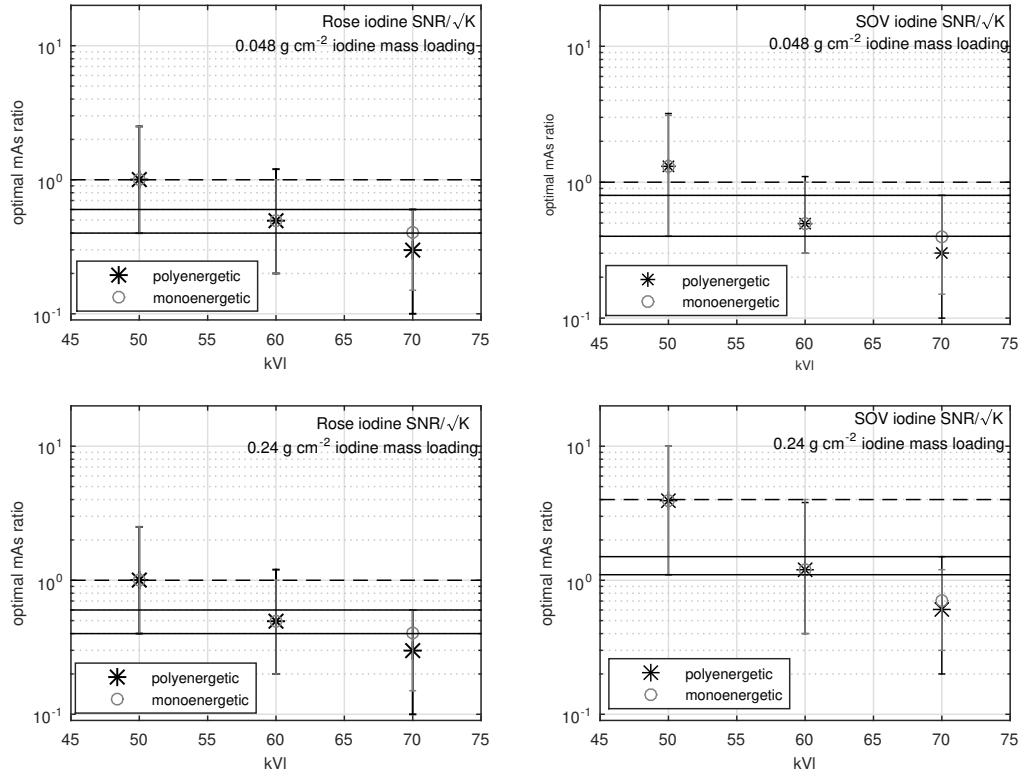 Rose iodine SNR/√K
0.048 g cm⁻² iodine mass loading
10¹
10⁰
10⁻¹
optimal mAs ratio
polyenergetic
monoenergetic
45 50 55 60 65 70 75
kVl
SOV iodine SNR/√K
0.048 g cm⁻² iodine mass loading
10¹
10⁰
10⁻¹
optimal mAs ratio
polyenergetic
monoenergetic
45 50 55 60 65 70 75
kVl
Rose iodine SNR/√K
0.24 g cm⁻² iodine mass loading
10¹
10⁰
10⁻¹
optimal mAs ratio
polyenergetic
monoenergetic
45 50 55 60 65 70 75
kVl
SOV iodine SNR/√K
0.24 g cm⁻² iodine mass loading
10¹
10⁰
10⁻¹
optimal mAs ratio
polyenergetic
monoenergetic
45 50 55 60 65 70 75
kVl